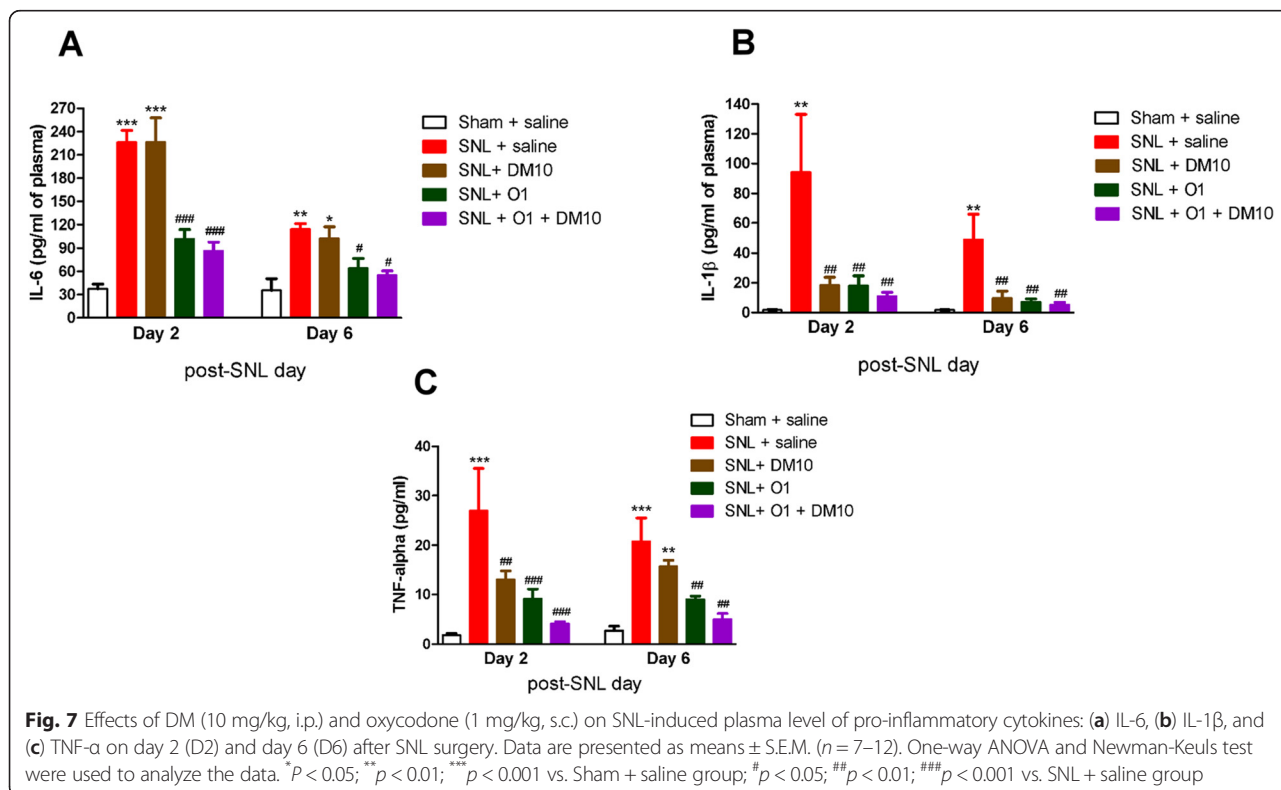 A
IL-6 (pg/ml of plasma)
270
240
210
180
150
120
90
60
30
0
***
***
###
###
**
*
#
#
Day 2
Day 6
post-SNL day
Sham + saline
SNL + saline
SNL+ DM10
SNL+ O1
SNL + O1 + DM10
B
IL-1β (pg/ml of plasma)
140
120
100
80
60
40
20
0
**
##
##
##
**
##
##
##
Day 2
Day 6
post-SNL day
Sham + saline
SNL + saline
SNL + DM10
SNL + O1
SNL + O1 + DM10
C
TNF-alpha (pg/ml)
40
30
20
10
0
***
##
###
###
***
**
##
##
Day 2
Day 6
post-SNL day
Sham + saline
SNL + saline
SNL+ DM10
SNL+ O1
SNL+ O1 + DM10
Fig. 7 Effects of DM (10 mg/kg, i.p.) and oxycodone (1 mg/kg, s.c.) on SNL-induced plasma level of pro-inflammatory cytokines: (a) IL-6, (b) IL-1β, and
(c) TNF-α on day 2 (D2) and day 6 (D6) after SNL surgery. Data are presented as means ± S.E.M. (n = 7–12). One-way ANOVA and Newman-Keuls test
were used to analyze the data. *P < 0.05; **p < 0.01; ***p < 0.001 vs. Sham + saline group; #p < 0.05; ##p < 0.01; ###p < 0.001 vs. SNL + saline group